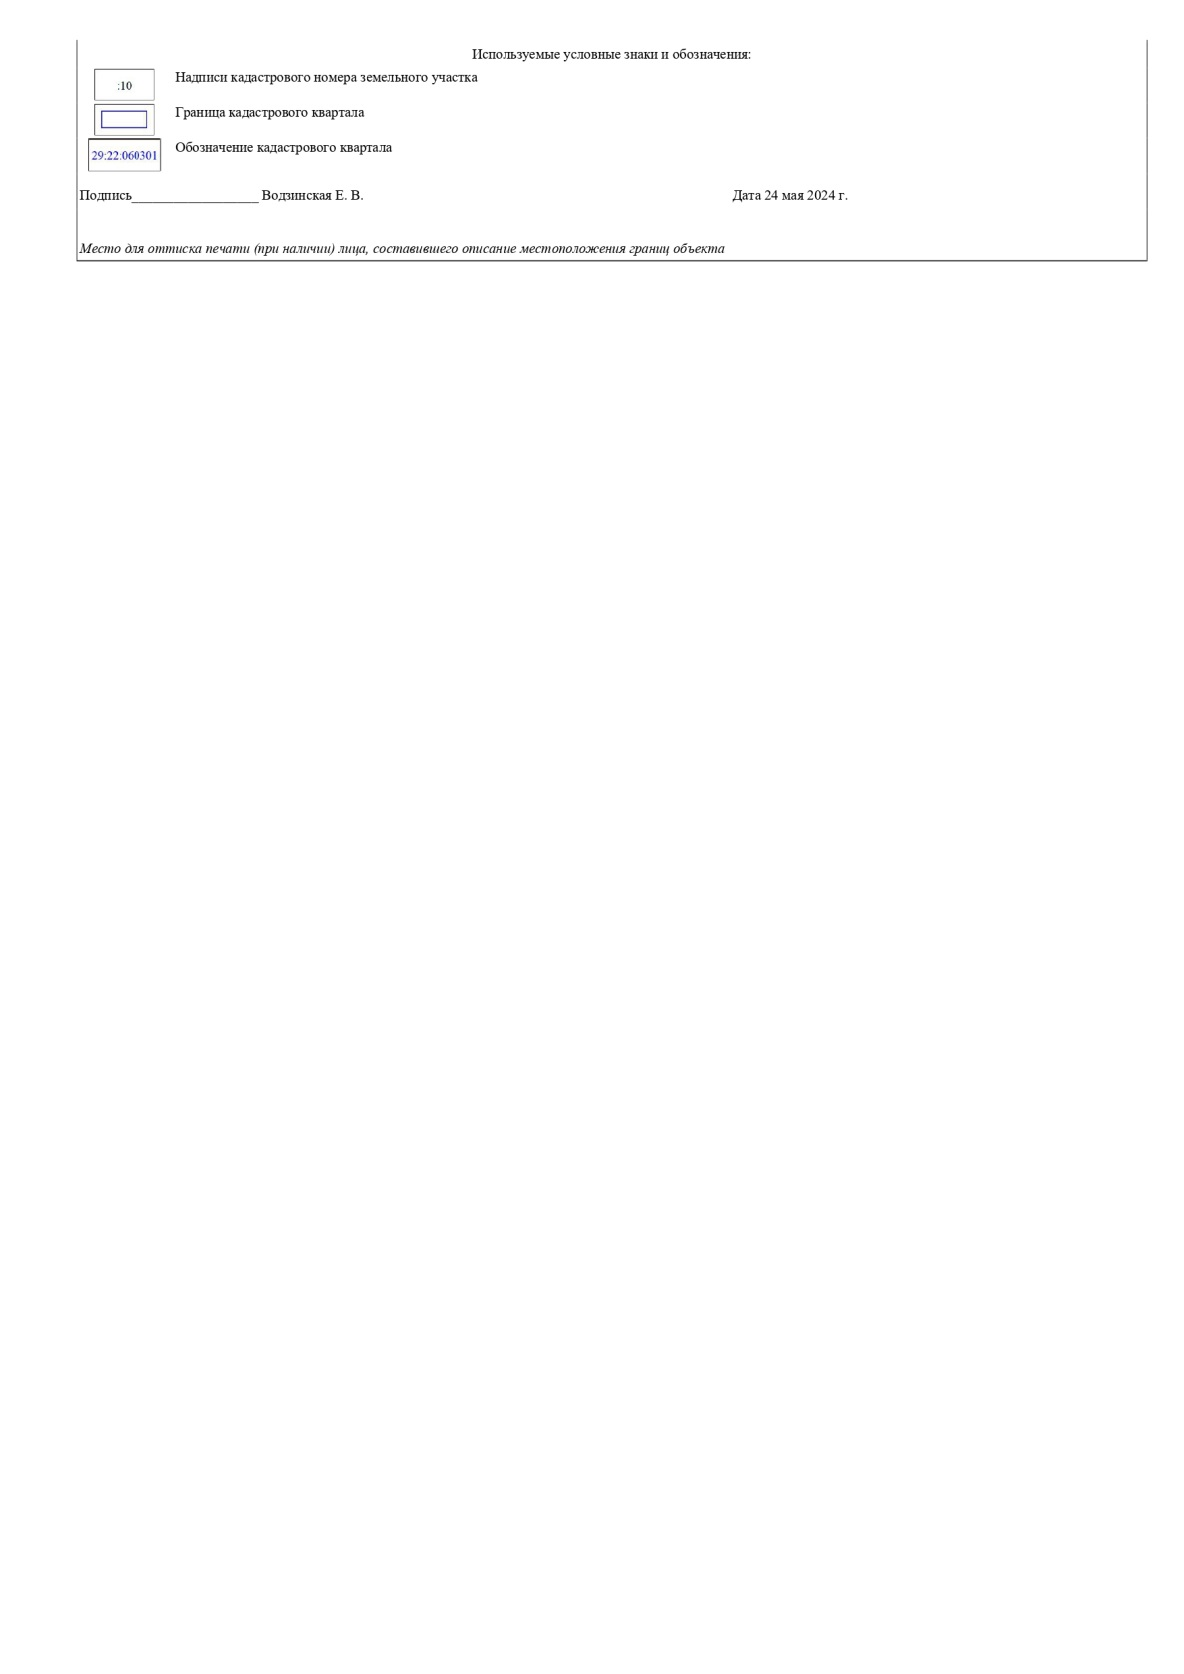 Используемые условные знаки и обозначения:
:10 Надписи кадастрового номера земельного участка
Граница кадастрового квартала
29:22:060301 Обозначение кадастрового квартала
Подпись__________________ Водзинская Е. В. Дата 24 мая 2024 г.
Место для оттиска печати (при наличии) лица, составившего описание местоположения границ объекта